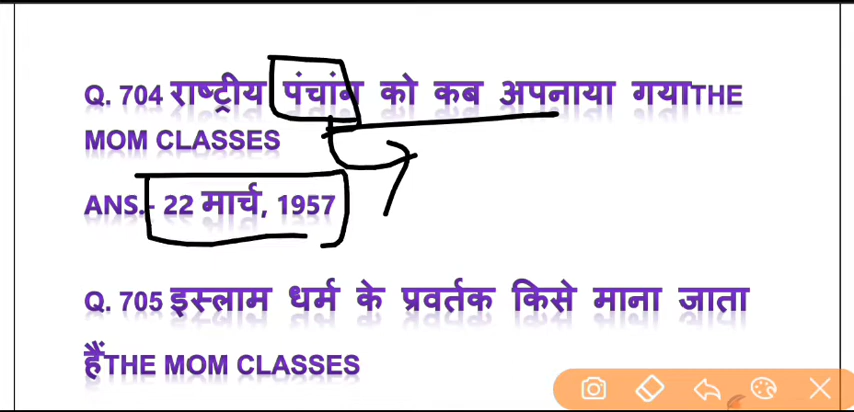 Q. 704 राष्ट्रीय पंचांग को कब अपनाया गयाTHE
MOM CLASSES
ANS.- 22 मार्च, 1957
Q. 705 इस्लाम धर्म के प्रवर्तक किसे माना जाता
हैंTHE MOM CLASSES